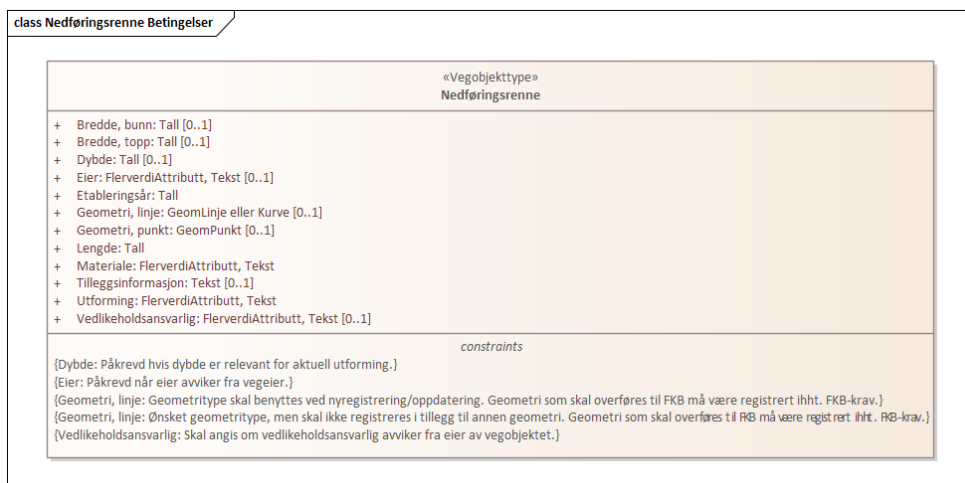 class Nedføringsrenne Betingelser
«Vegobjekttype»
Nedføringsrenne
+ Bredde, bunn: Tall [0..1]
+ Bredde, topp: Tall [0..1]
+ Dybde: Tall [0..1]
+ Eier: FlerverdiAttributt, Tekst [0..1]
+ Etableringsår: Tall
+ Geometri, linje: GeomLinje eller Kurve [0..1]
+ Geometri, punkt: GeomPunkt [0..1]
+ Lengde: Tall
+ Materiale: FlerverdiAttributt, Tekst
+ Tilleggsinformasjon: Tekst [0..1]
+ Utforming: FlerverdiAttributt, Tekst
+ Vedlikeholdsansvarlig: FlerverdiAttributt, Tekst [0..1]
constraints
{Dybde: Påkrevd hvis dybde er relevant for aktuell utforming.}
{Eier: Påkrevd når eier avviker fra vegeier.}
{Geometri, linje: Geometritype skal benyttes ved nyregistrering/oppdatering. Geometri som skal overføres til FKB må være registrert ihht. FKB-krav.}
{Geometri, linje: Ønsket geometritype, men skal ikke registreres i tillegg til annen geometri. Geometri som skal overføres til FKB må være registrert ihht. FKB-krav.}
{Vedlikeholdsansvarlig: Skal angis om vedlikeholdsansvarlig avviker fra eier av vegobjektet.}